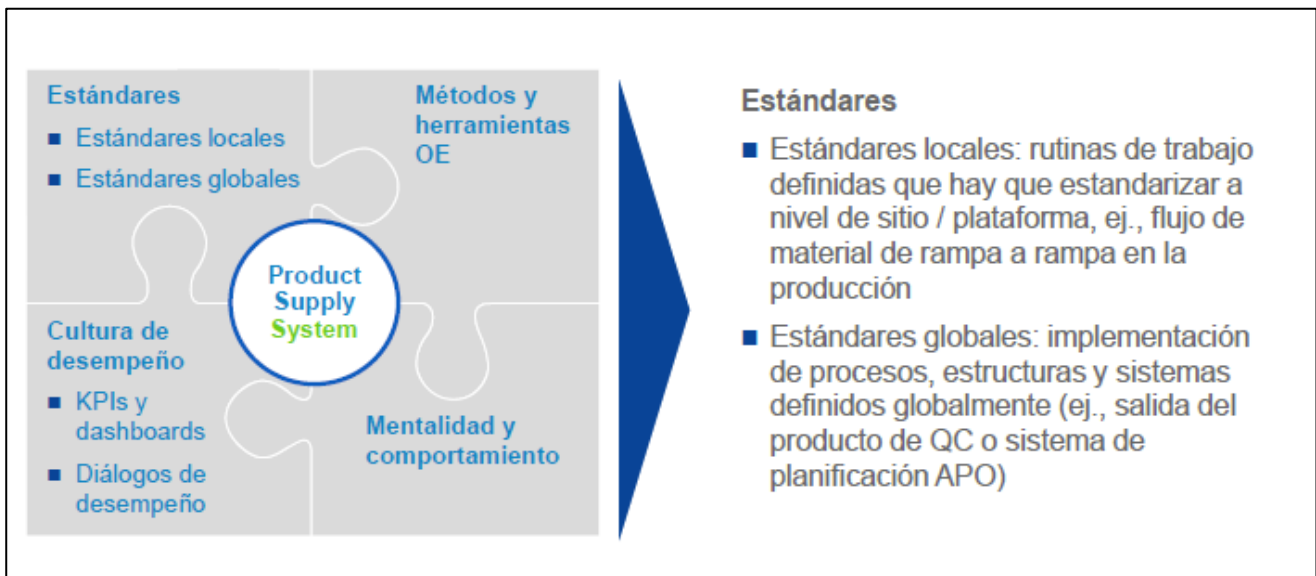 Estándares
■ Estándares locales
■ Estándares globales
Métodos y
herramientas
OE
Product
Supply
System
Cultura de
desempeño
■ KPIs y
dashboards
■ Diálogos de
desempeño
Mentalidad y
comportamiento
Estándares
■ Estándares locales: rutinas de trabajo
definidas que hay que estandarizar a
nivel de sitio / plataforma, ej., flujo de
material de rampa a rampa en la
producción
■ Estándares globales: implementación
de procesos, estructuras y sistemas
definidos globalmente (ej., salida del
producto de QC o sistema de
planificación APO)